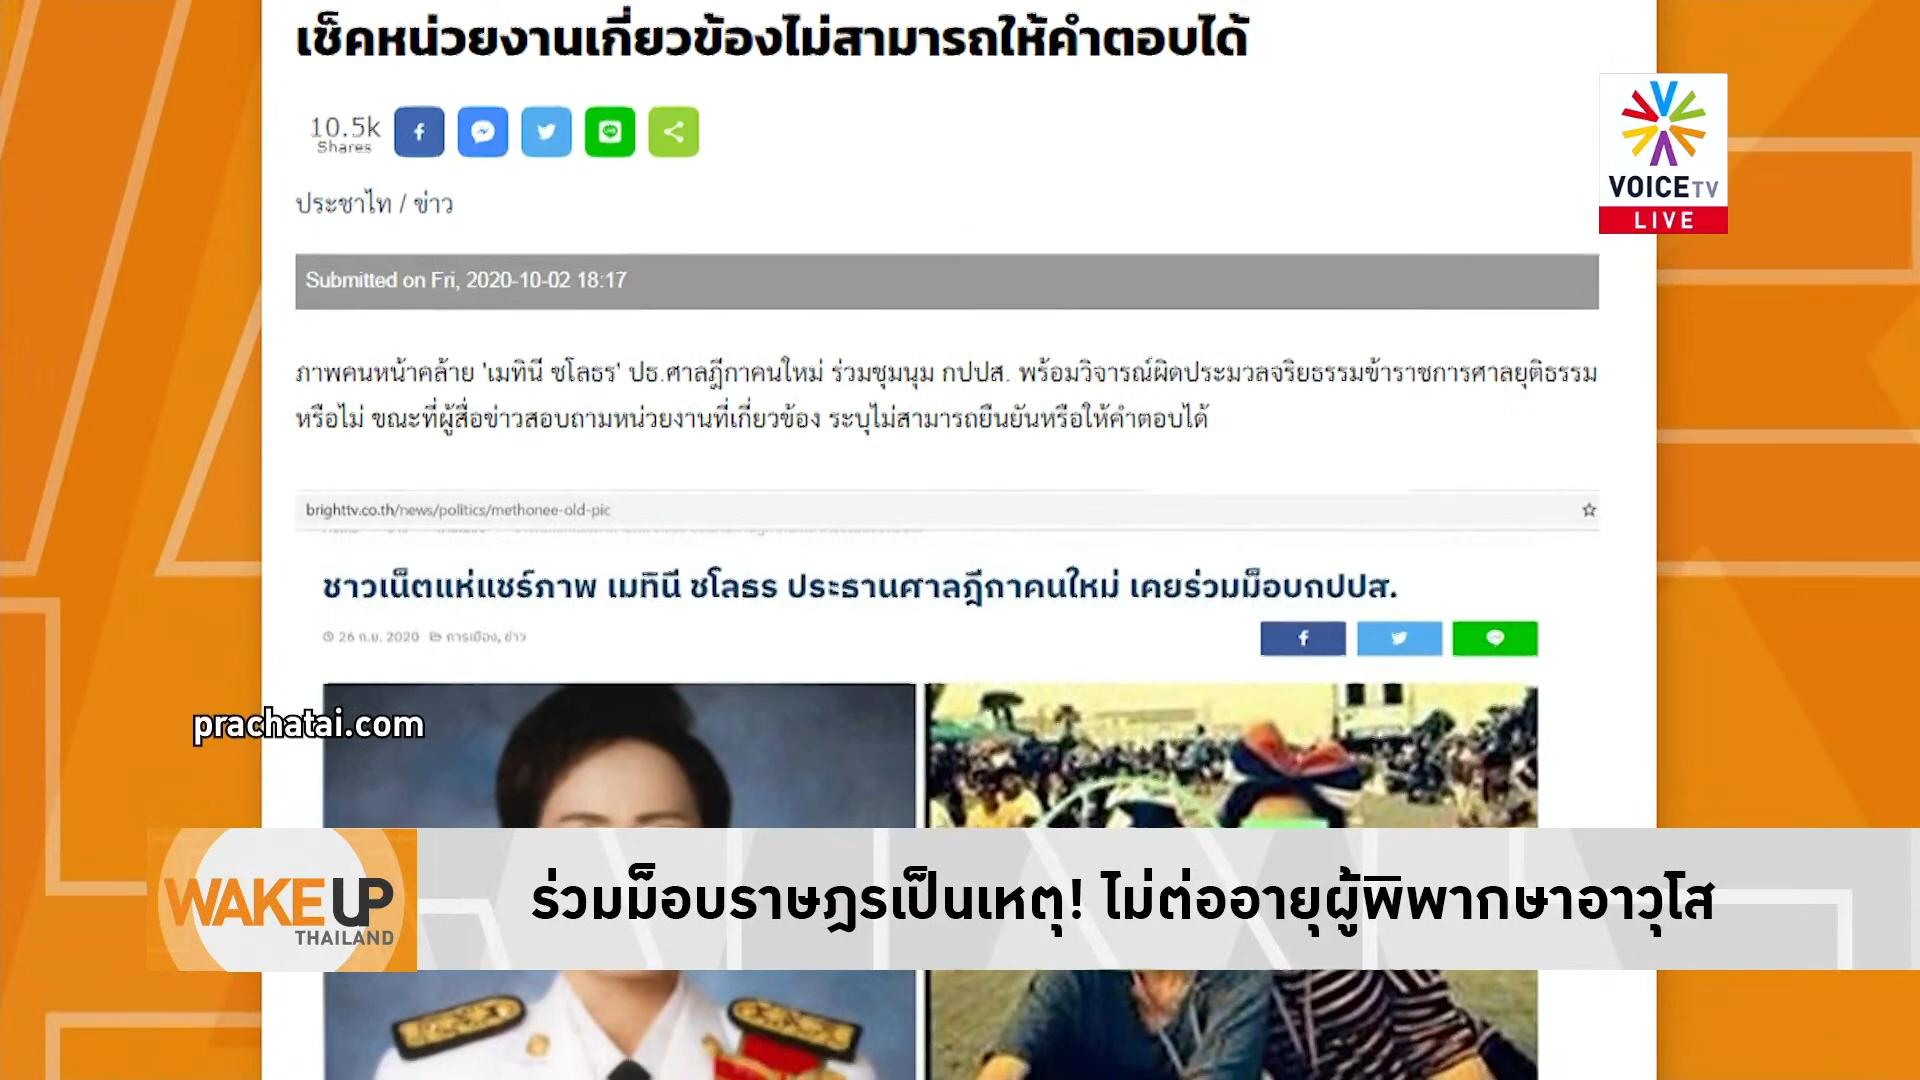 เช็คหน่วยงานเกี่ยวข้องไม่สามารถให้คำตอบได้
10.5k
Shares
VOICE TV
LIVE
ประชาไท / ข่าว
Submitted on Fri, 2020-10-02 18:17
ภาพคนหน้าคล้าย 'เมทินี ชโลธร' ปธ.ศาลฎีกาคนใหม่ ร่วมชุมนุม กปปส. พร้อมวิจารณ์ผิดประมวลจริยธรรมข้าราชการศาลยุติธรรม
หรือไม่ ขณะที่ผู้สื่อข่าวสอบถามหน่วยงานที่เกี่ยวข้อง ระบุไม่สามารถยืนยันหรือให้คำตอบได้
brighttv.co.th/news/politics/methonee-old-pic
ชาวเน็ตแห่แชร์ภาพ เมทินี ชโลธร ประธานศาลฎีกาคนใหม่ เคยร่วมม็อบกปปส.
26 ก.ย. 2020 การเมือง, ข่าว
prachatai.com
WAKE UP
THAILAND
ร่วมม็อบราษฎรเป็นเหตุ! ไม่ต่ออายุผู้พิพากษาอาวุโส